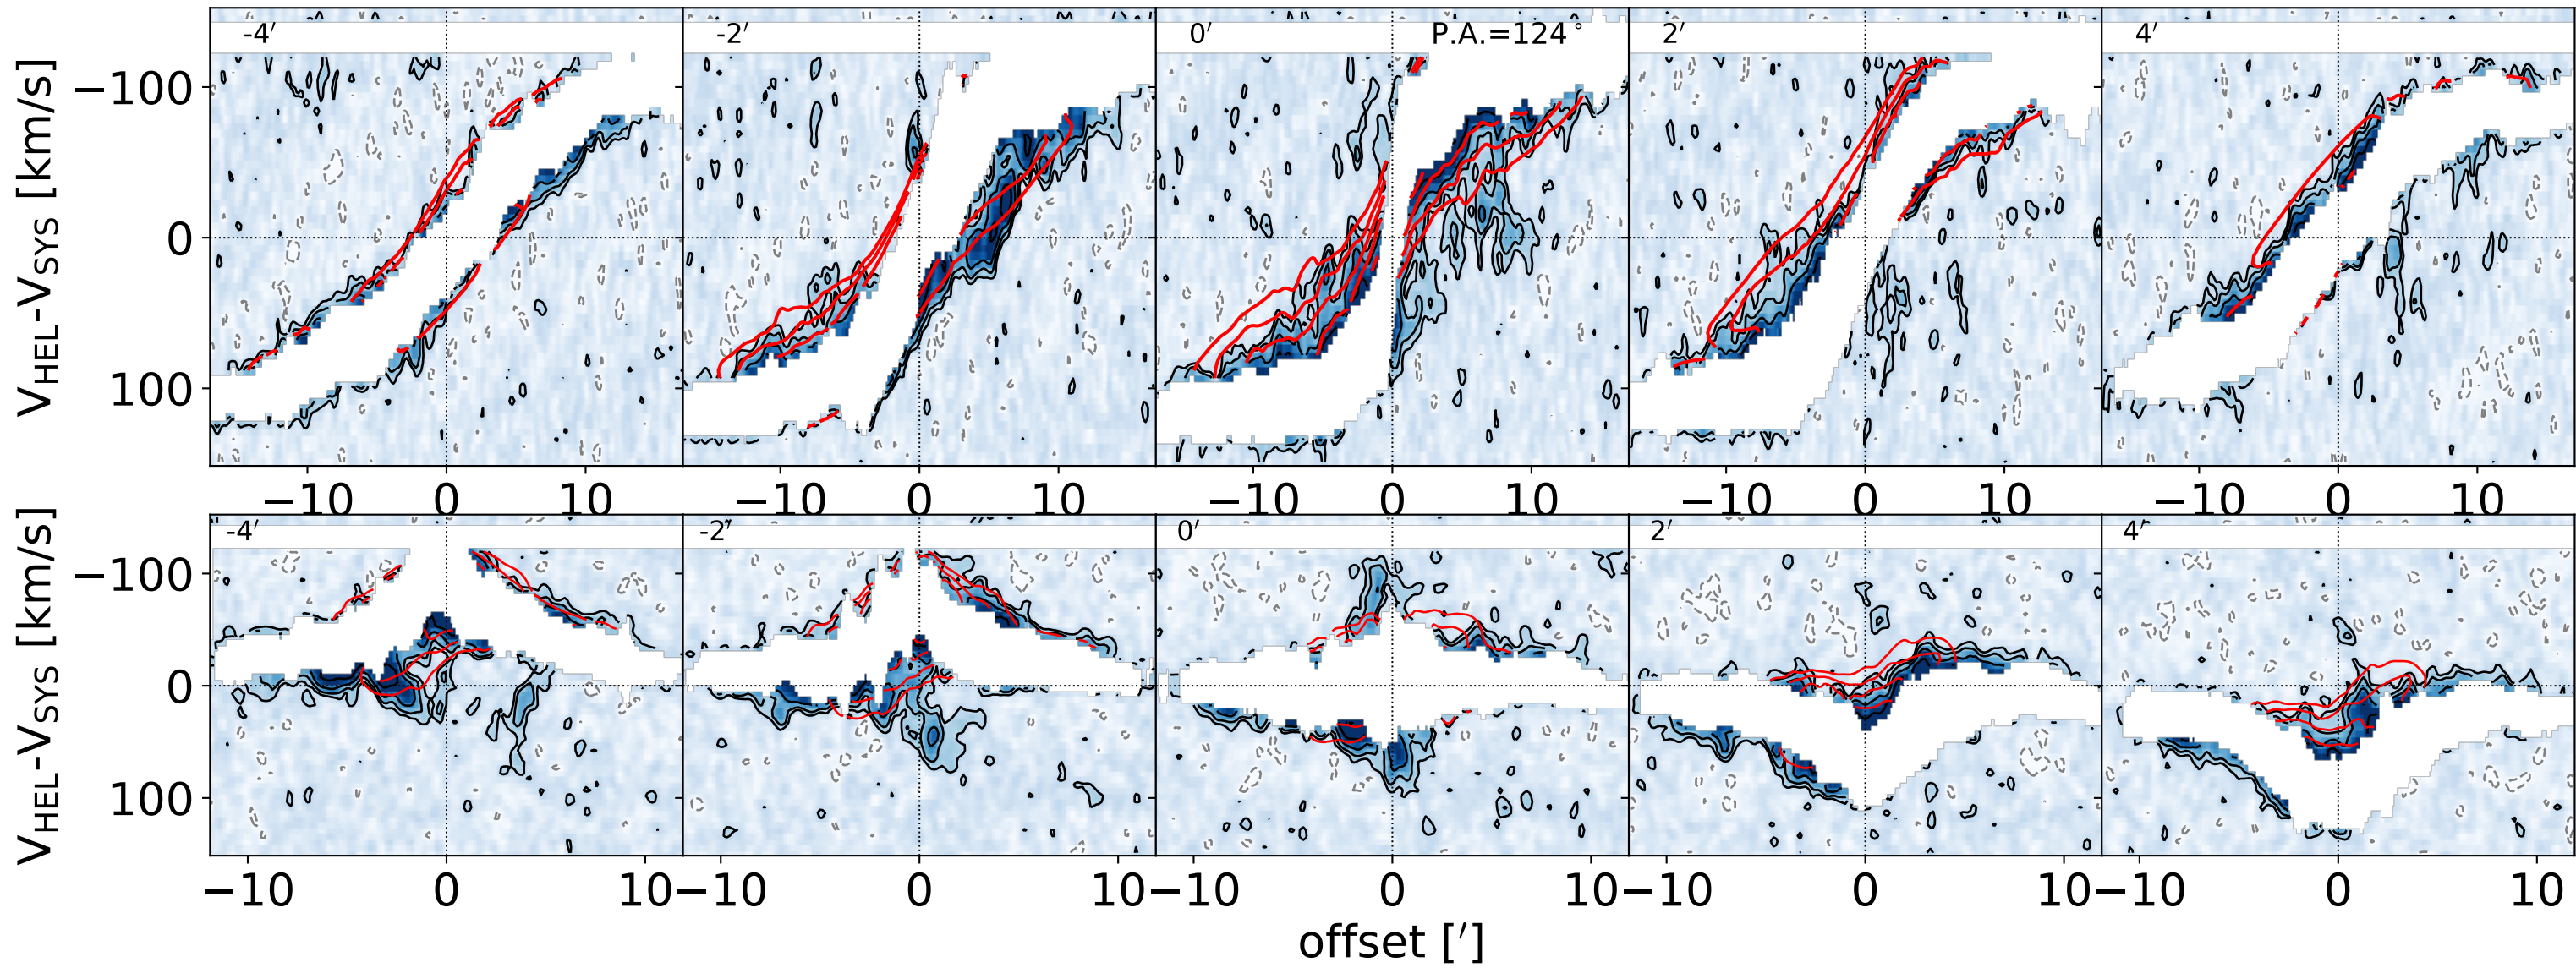 -4′ -2′ 0′ P.A.=124° 2′ 4′
V_HEL-V_SYS [km/s]
−100
0
100
−10 0 10 −10 0 10 −10 0 10 −10 0 10 −10 0 10
-4′ -2′ 0′ 2′ 4′
V_HEL-V_SYS [km/s]
−100
0
100
−10 0 10 −10 0 10 −10 0 10 −10 0 10 −10 0 10
offset [′]